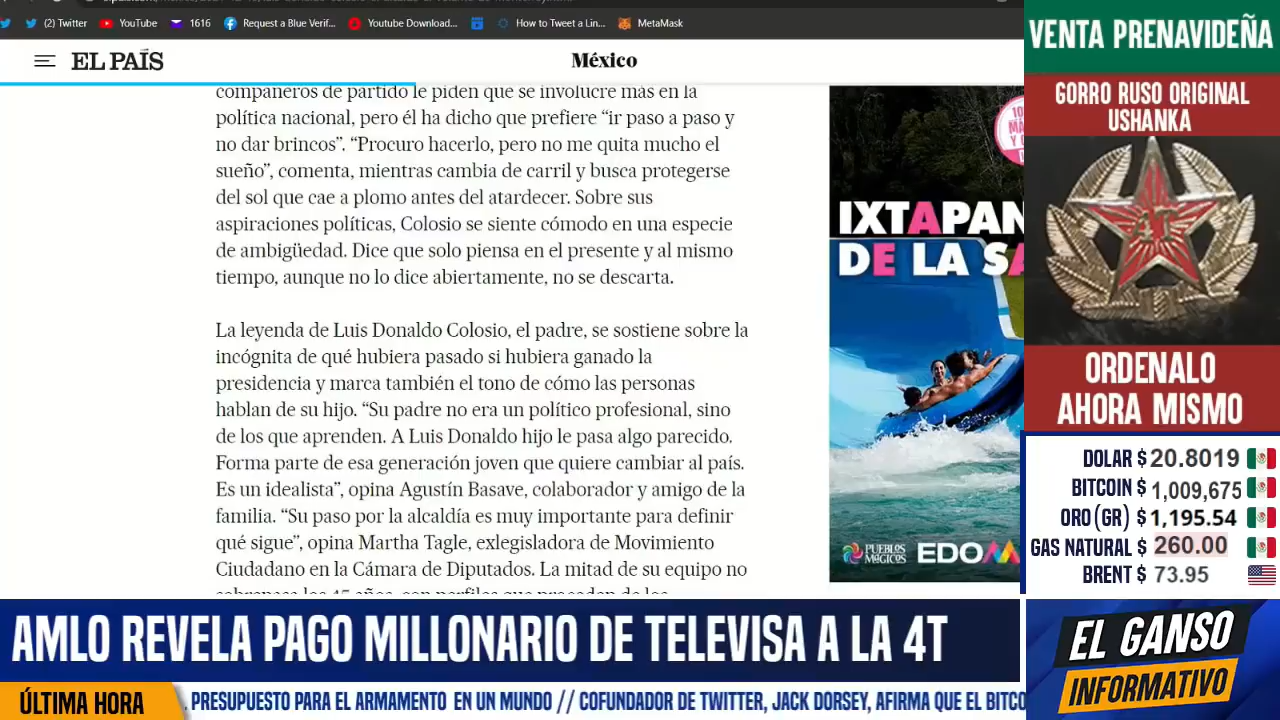 (2) Twitter
YouTube
1616
Request a Blue Verif...
Youtube Download...
How to Tweet a Lin...
MetaMask
EL PAÍS
México
compañeros de partido le piden que se involucre más en la
política nacional, pero él ha dicho que prefiere “ir paso a paso y
no dar brincos”. “Procuro hacerlo, pero no me quita mucho el
sueño”, comenta, mientras cambia de carril y busca protegerse
del sol que cae a plomo antes del atardecer. Sobre sus
aspiraciones políticas, Colosio se siente cómodo en una especie
de ambigüedad. Dice que solo piensa en el presente y al mismo
tiempo, aunque no lo dice abiertamente, no se descarta.
La leyenda de Luis Donaldo Colosio, el padre, se sostiene sobre la
incógnita de qué hubiera pasado si hubiera ganado la
presidencia y marca también el tono de cómo las personas
hablan de su hijo. “Su padre no era un político profesional, sino
de los que aprenden. A Luis Donaldo hijo le pasa algo parecido.
Forma parte de esa generación joven que quiere cambiar al país.
Es un idealista”, opina Agustín Basave, colaborador y amigo de la
familia. “Su paso por la alcaldía es muy importante para definir
qué sigue”, opina Martha Tagle, exlegisladora de Movimiento
Ciudadano en la Cámara de Diputados. La mitad de su equipo no
IXTAPAN
DE LA SA
PUEBLOS
MÁGICOS
EDOM
VENTA PRENAVIDEÑA
GORRO RUSO ORIGINAL
USHANKA
4T
ORDENALO
AHORA MISMO
DOLAR $ 20.8019
BITCOIN $ 1,009,675
ORO (GR) $ 1,195.54
GAS NATURAL $ 260.00
BRENT $ 73.95
AMLO REVELA PAGO MILLONARIO DE TELEVISA A LA 4T
EL GANSO
INFORMATIVO
ÚLTIMA HORA
. PRESUPUESTO PARA EL ARMAMENTO EN UN MUNDO // COFUNDADOR DE TWITTER, JACK DORSEY, AFIRMA QUE EL BITCO